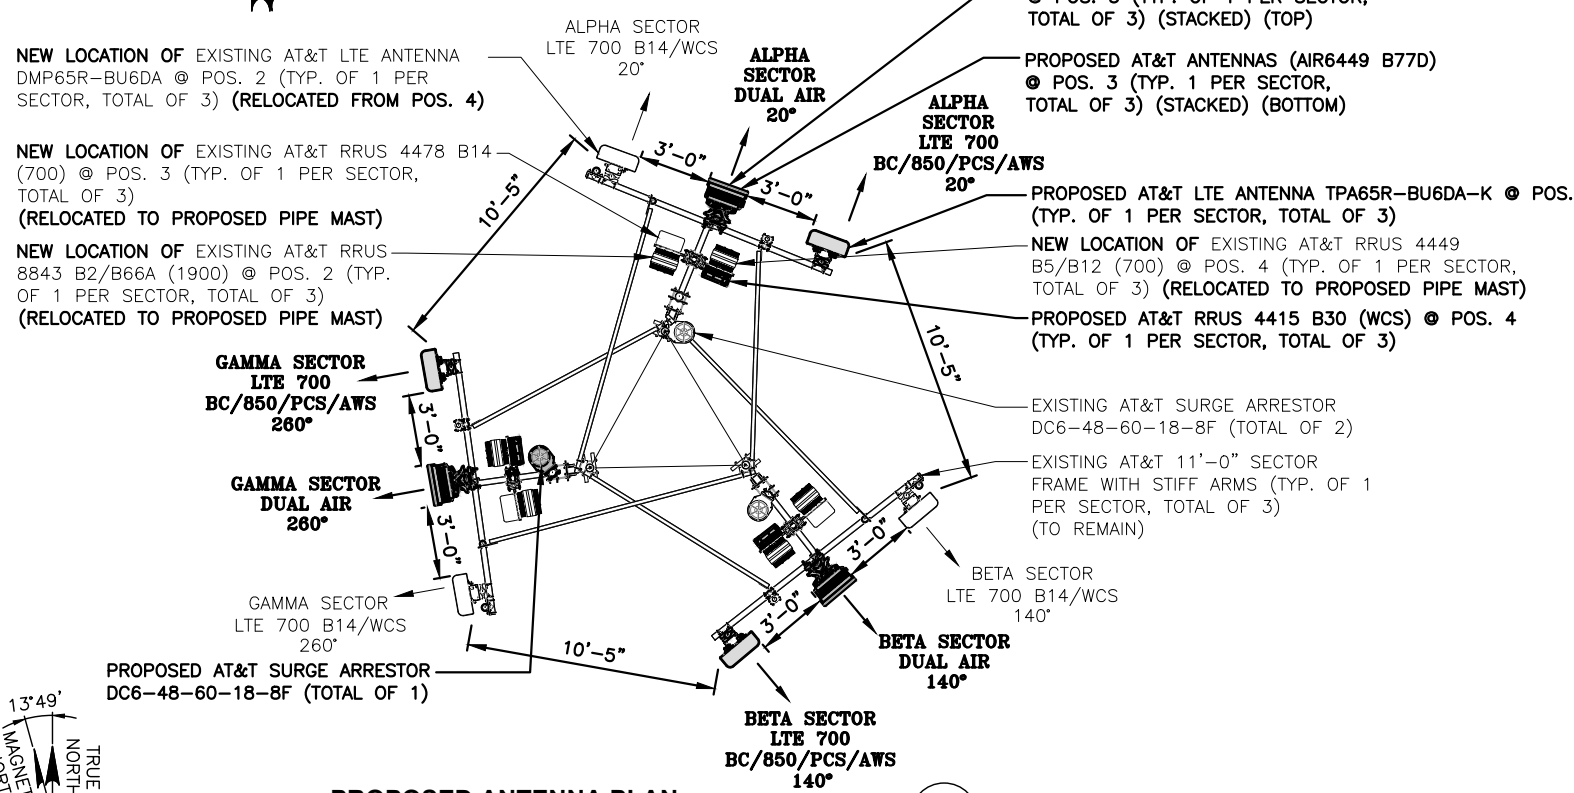 NEW LOCATION OF EXISTING AT&T LTE ANTENNA
DMP65R-BU6DA @ POS. 2 (TYP. OF 1 PER
SECTOR, TOTAL OF 3) (RELOCATED FROM POS. 4)
NEW LOCATION OF EXISTING AT&T RRUS 4478 B14
(700) @ POS. 3 (TYP. OF 1 PER SECTOR,
TOTAL OF 3)
(RELOCATED TO PROPOSED PIPE MAST)
NEW LOCATION OF EXISTING AT&T RRUS
8843 B2/B66A (1900) @ POS. 2 (TYP.
OF 1 PER SECTOR, TOTAL OF 3)
(RELOCATED TO PROPOSED PIPE MAST)
ALPHA SECTOR
LTE 700 B14/WCS
20°
ALPHA
SECTOR
DUAL AIR
20°
ALPHA
SECTOR
LTE 700
BC/850/PCS/AWS
20°
TOTAL OF 3) (STACKED) (TOP)
PROPOSED AT&T ANTENNAS (AIR6449 B77D)
@ POS. 3 (TYP. 1 PER SECTOR,
TOTAL OF 3) (STACKED) (BOTTOM)
PROPOSED AT&T LTE ANTENNA TPA65R-BU6DA-K @ POS.
(TYP. OF 1 PER SECTOR, TOTAL OF 3)
NEW LOCATION OF EXISTING AT&T RRUS 4449
B5/B12 (700) @ POS. 4 (TYP. OF 1 PER SECTOR,
TOTAL OF 3) (RELOCATED TO PROPOSED PIPE MAST)
PROPOSED AT&T RRUS 4415 B30 (WCS) @ POS. 4
(TYP. OF 1 PER SECTOR, TOTAL OF 3)
EXISTING AT&T SURGE ARRESTOR
DC6-48-60-18-8F (TOTAL OF 2)
EXISTING AT&T 11'-0" SECTOR
FRAME WITH STIFF ARMS (TYP. OF 1
PER SECTOR, TOTAL OF 3)
(TO REMAIN)
3'-0"
3'-0"
10'-5"
10'-5"
GAMMA SECTOR
LTE 700
BC/850/PCS/AWS
260°
3'-0"
GAMMA SECTOR
DUAL AIR
260°
3'-0"
GAMMA SECTOR
LTE 700 B14/WCS
260°
10'-5"
3'-0"
3'-0"
BETA SECTOR
LTE 700 B14/WCS
140°
BETA SECTOR
DUAL AIR
140°
BETA SECTOR
LTE 700
BC/850/PCS/AWS
140°
PROPOSED AT&T SURGE ARRESTOR
DC6-48-60-18-8F (TOTAL OF 1)
13°49'
TRUE
NORTH
PROPOSED ANTENNA PLAN